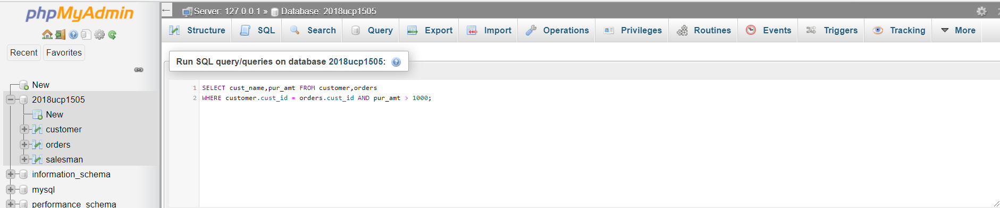 phpMyAdmin
Recent Favorites
New
2018ucp1505
New
customer
orders
salesman
information_schema
mysql
performance_schema
Server: 127.0.0.1 » Database: 2018ucp1505
Structure SQL Search Query Export Import Operations Privileges Routines Events Triggers Tracking More
Run SQL query/queries on database 2018ucp1505:
1 SELECT cust_name,pur_amt FROM customer,orders
2 WHERE customer.cust_id = orders.cust_id AND pur_amt > 1000;